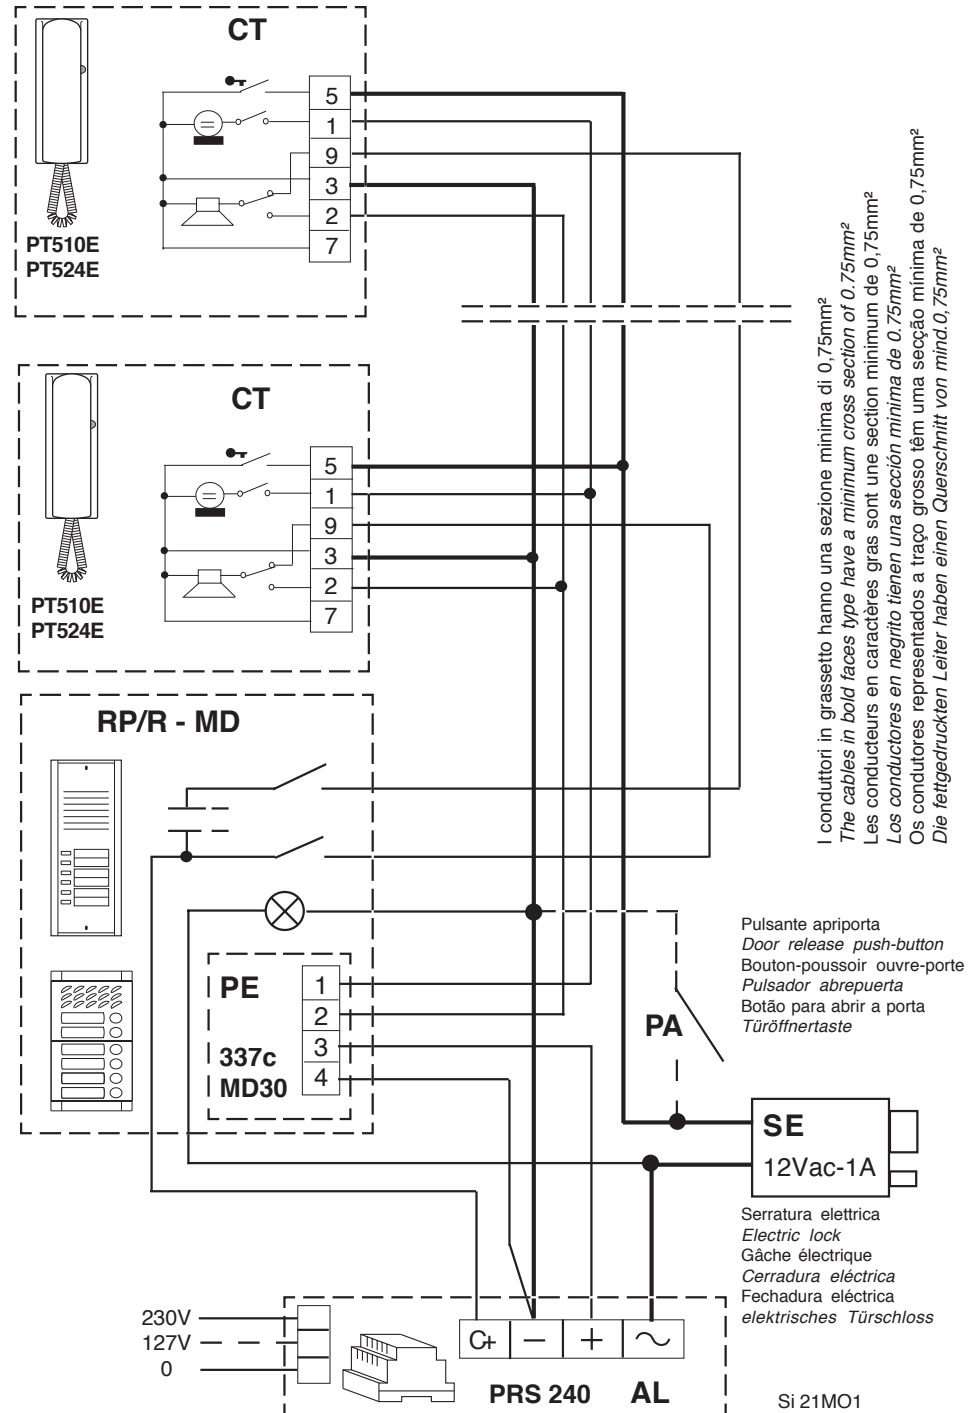 CT
5
1
9
3
2
7
PT510E
PT524E
CT
5
1
9
3
2
7
PT510E
PT524E
RP/R - MD
PE
337c
MD30
1
2
3
4
I conduttori in grassetto hanno una sezione minima di 0,75mm²
The cables in bold faces type have a minimum cross section of 0.75mm²
Les conducteurs en caractères gras sont une section minimum de 0,75mm²
Los conductores en negrito tienen una sección minima de 0.75mm²
Os condutores representados a traço grosso têm uma secção minima de 0,75mm²
Die fettgedruckten Leiter haben einen Querschnitt von mind.0,75mm²
Pulsante apriporta
Door release push-button
Bouton-poussoir ouvre-porte
Pulsador abrepuerta
Botão para abrir a porta
Türöffnertaste
PA
SE
12Vac-1A
Serratura elettrica
Electric lock
Gâche électrique
Cerradura eléctrica
Fechadura eléctrica
elektrisches Türschloss
230V
127V
0
C+ − + ~
PRS 240 AL
Si 21MO1